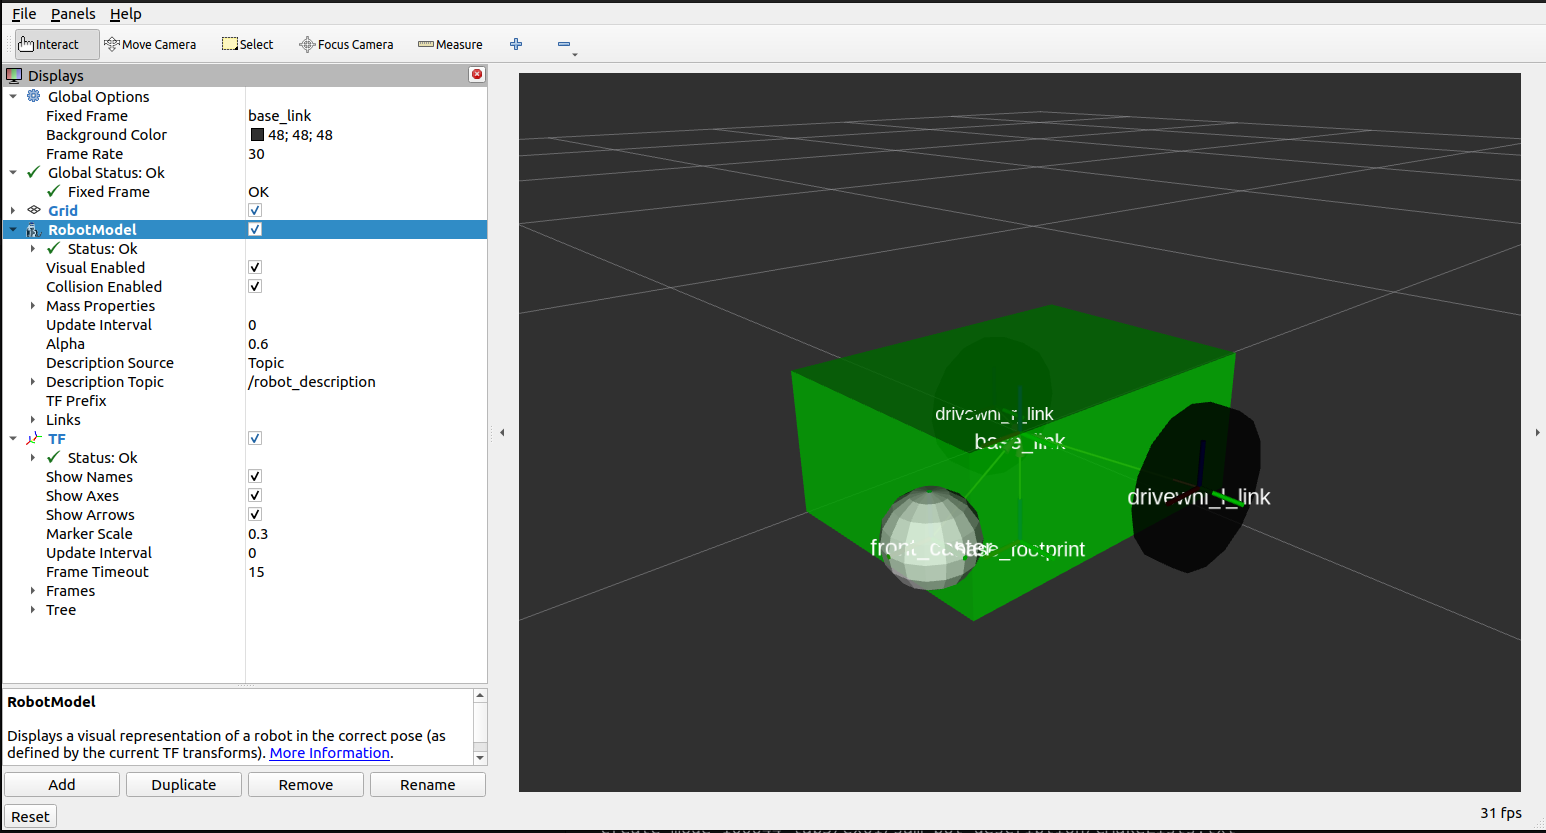 File Panels Help
Interact Move Camera Select Focus Camera Measure
Displays
Global Options
Fixed Frame base_link
Background Color 48; 48; 48
Frame Rate 30
Global Status: Ok
Fixed Frame OK
Grid
RobotModel
Status: Ok
Visual Enabled
Collision Enabled
Mass Properties
Update Interval 0
Alpha 0.6
Description Source Topic
Description Topic /robot_description
TF Prefix
Links
TF
Status: Ok
Show Names
Show Axes
Show Arrows
Marker Scale 0.3
Update Interval 0
Frame Timeout 15
Frames
Tree
RobotModel
Displays a visual representation of a robot in the correct pose (as
defined by the current TF transforms). More Information.
Add Duplicate Remove Rename
Reset
drivewhl_r_link
base_link
drivewhl_l_link
front_caster
base_footprint
31 fps